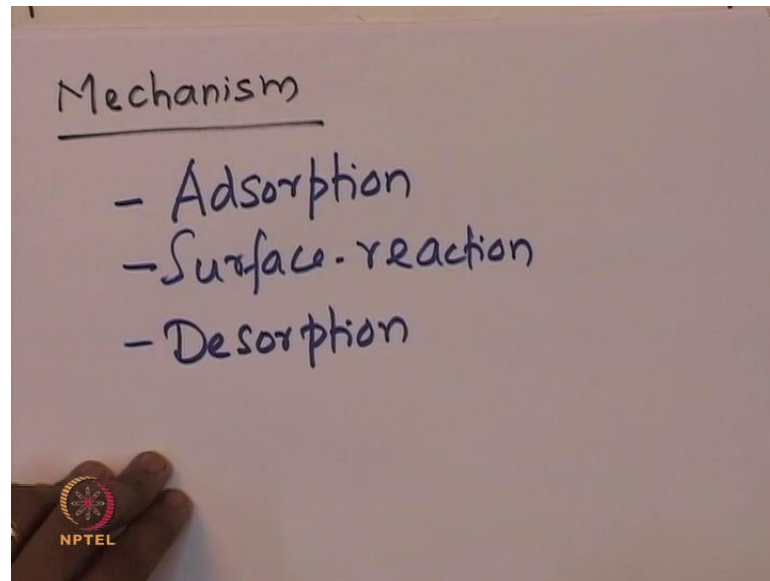 Mechanism
- Adsorption
- Surface-reaction
- Desorption
NPTEL